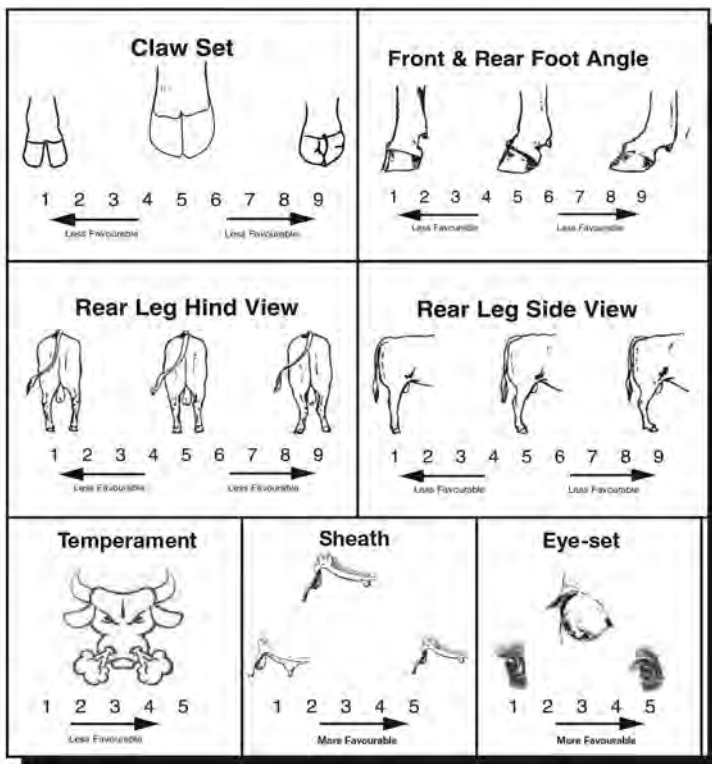 Claw Set
1 2 3 4 5 6 7 8 9
Less Favourable
Less Favourable
Front & Rear Foot Angle
1 2 3 4 5 6 7 8 9
Less Favourable
Less Favourable
Rear Leg Hind View
1 2 3 4 5 6 7 8 9
Less Favourable
Less Favourable
Rear Leg Side View
1 2 3 4 5 6 7 8 9
Less Favourable
Less Favourable
Temperament
1 2 3 4 5
Less Favourable
Sheath
1 2 3 4 5
More Favourable
Eye-set
1 2 3 4 5
More Favourable